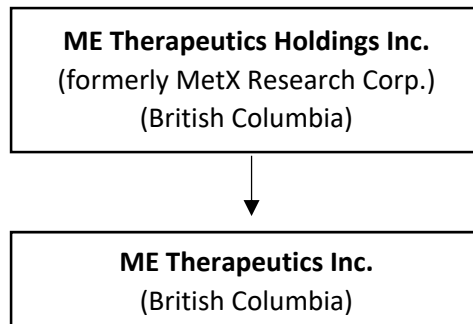 ME Therapeutics Holdings Inc.
(formerly MetX Research Corp.)
(British Columbia)
ME Therapeutics Inc.
(British Columbia)